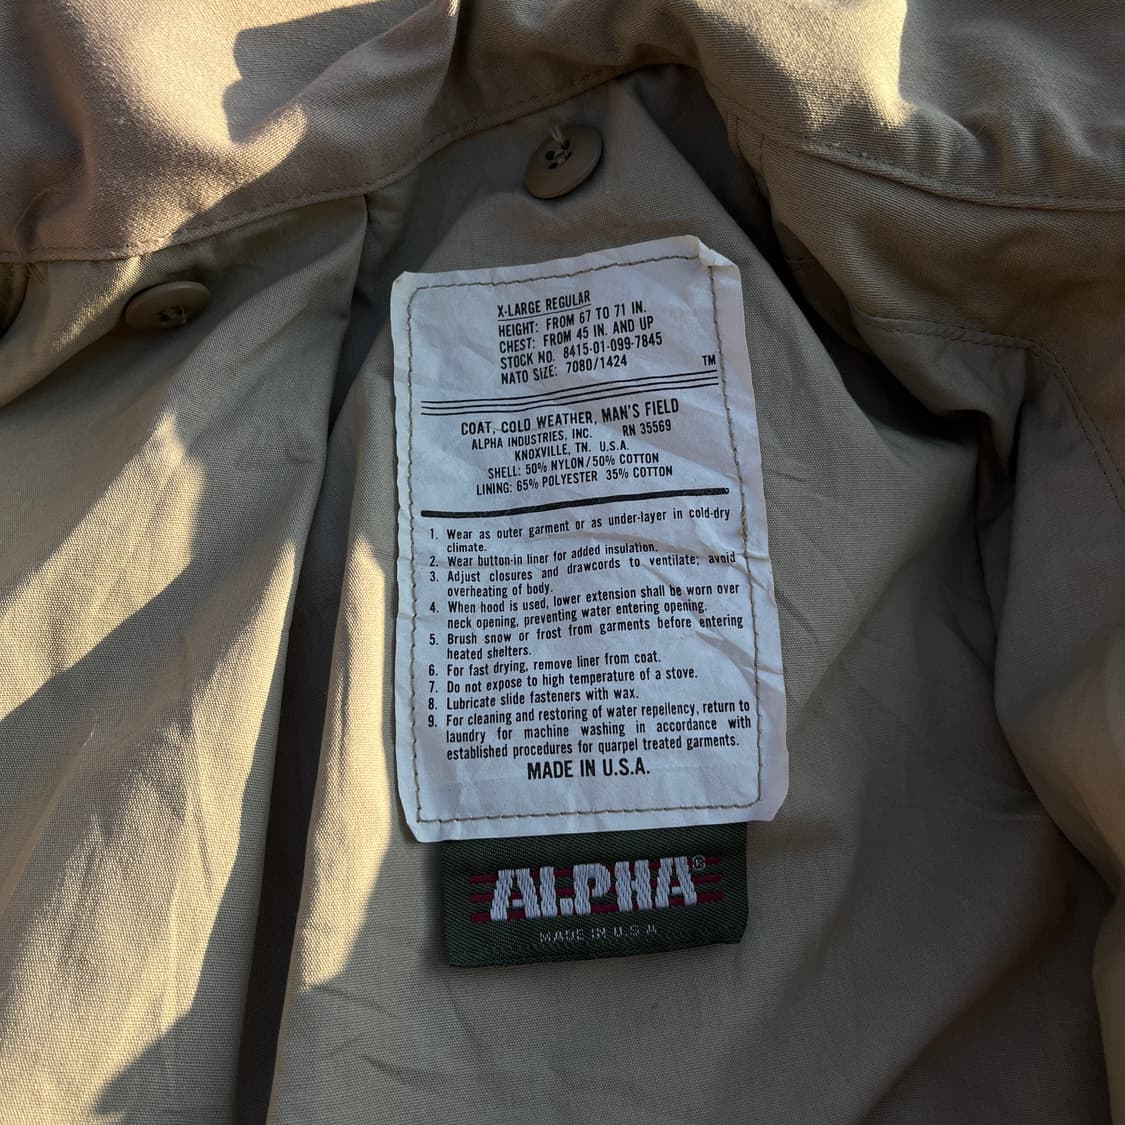 X-LARGE REGULAR
HEIGHT: FROM 67 TO 71 IN.
CHEST: FROM 45 IN. AND UP
STOCK NO. 8415-01-099-7845
NATO SIZE: 7080/1424
TM
COAT, COLD WEATHER, MAN'S FIELD
ALPHA INDUSTRIES, INC. RN 35569
KNOXVILLE, TN. U.S.A.
SHELL: 50% NYLON/50% COTTON
LINING: 65% POLYESTER 35% COTTON
1. Wear as outer garment or as under-layer in cold-dry
climate.
2. Wear button-in liner for added insulation.
3. Adjust closures and drawcords to ventilate; avoid
overheating of body.
4. When hood is used, lower extension shall be worn over
neck opening, preventing water entering opening.
5. Brush snow or frost from garments before entering
heated shelters.
6. For fast drying, remove liner from coat.
7. Do not expose to high temperature of a stove.
8. Lubricate slide fasteners with wax.
9. For cleaning and restoring of water repellency, return to
laundry for machine washing in accordance with
established procedures for quarpel treated garments.
MADE IN U.S.A.
ALPHA®
MADE IN U.S.A